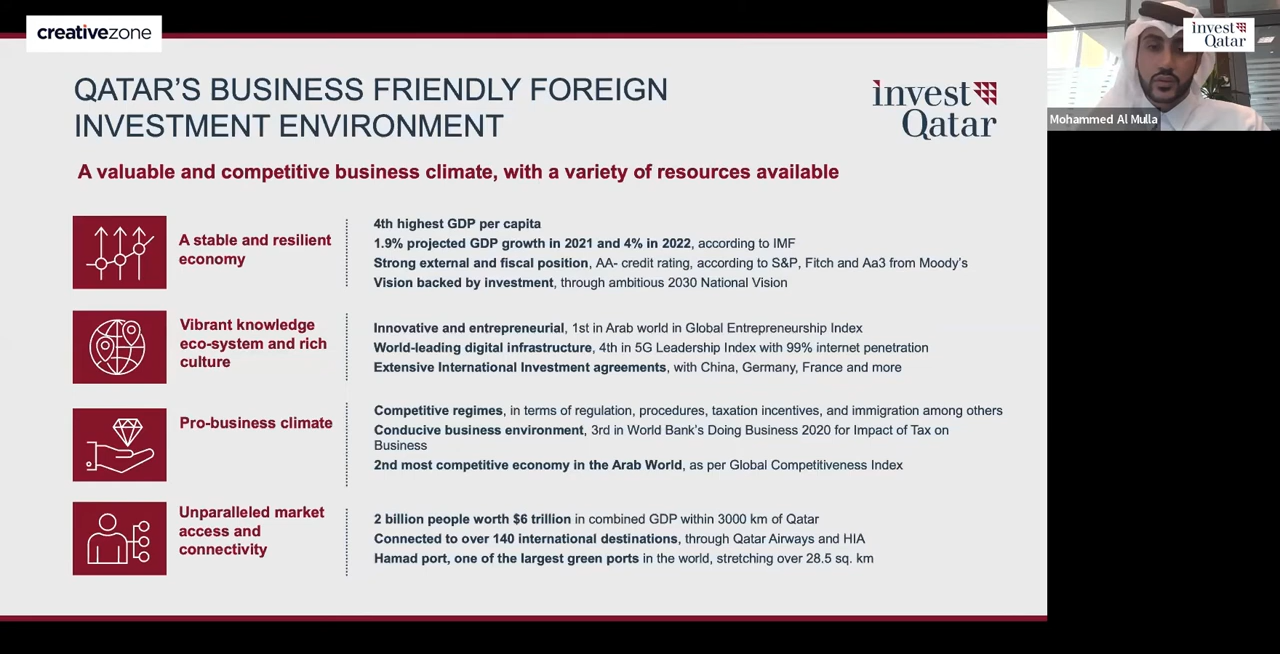 creativezone
QATAR'S BUSINESS FRIENDLY FOREIGN
INVESTMENT ENVIRONMENT
invest
Qatar
invest
Qatar
Mohammed Al Mulla
A valuable and competitive business climate, with a variety of resources available
A stable and resilient
economy
4th highest GDP per capita
1.9% projected GDP growth in 2021 and 4% in 2022, according to IMF
Strong external and fiscal position, AA- credit rating, according to S&P, Fitch and Aa3 from Moody's
Vision backed by investment, through ambitious 2030 National Vision
Vibrant knowledge
eco-system and rich
culture
Innovative and entrepreneurial, 1st in Arab world in Global Entrepreneurship Index
World-leading digital infrastructure, 4th in 5G Leadership Index with 99% internet penetration
Extensive International Investment agreements, with China, Germany, France and more
Pro-business climate
Competitive regimes, in terms of regulation, procedures, taxation incentives, and immigration among others
Conducive business environment, 3rd in World Bank's Doing Business 2020 for Impact of Tax on
Business
2nd most competitive economy in the Arab World, as per Global Competitiveness Index
Unparalleled market
access and
connectivity
2 billion people worth $6 trillion in combined GDP within 3000 km of Qatar
Connected to over 140 international destinations, through Qatar Airways and HIA
Hamad port, one of the largest green ports in the world, stretching over 28.5 sq. km